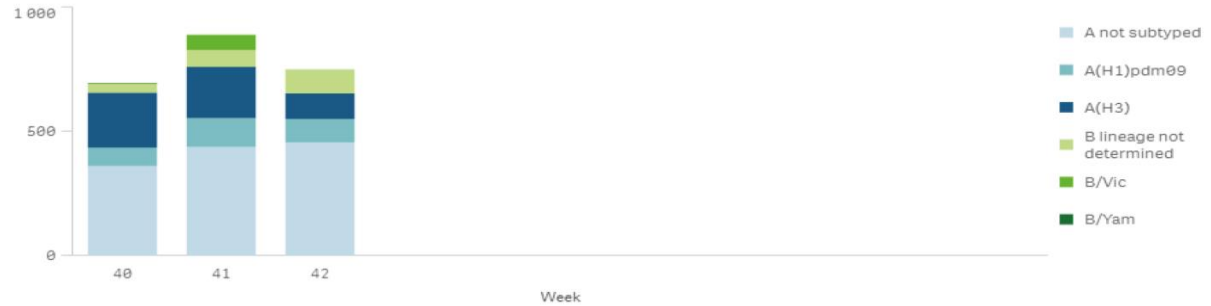 1 000
500
0
40
41
42
Week
A not subtyped
A(H1)pdm09
A(H3)
B lineage not
determined
B/Vic
B/Yam